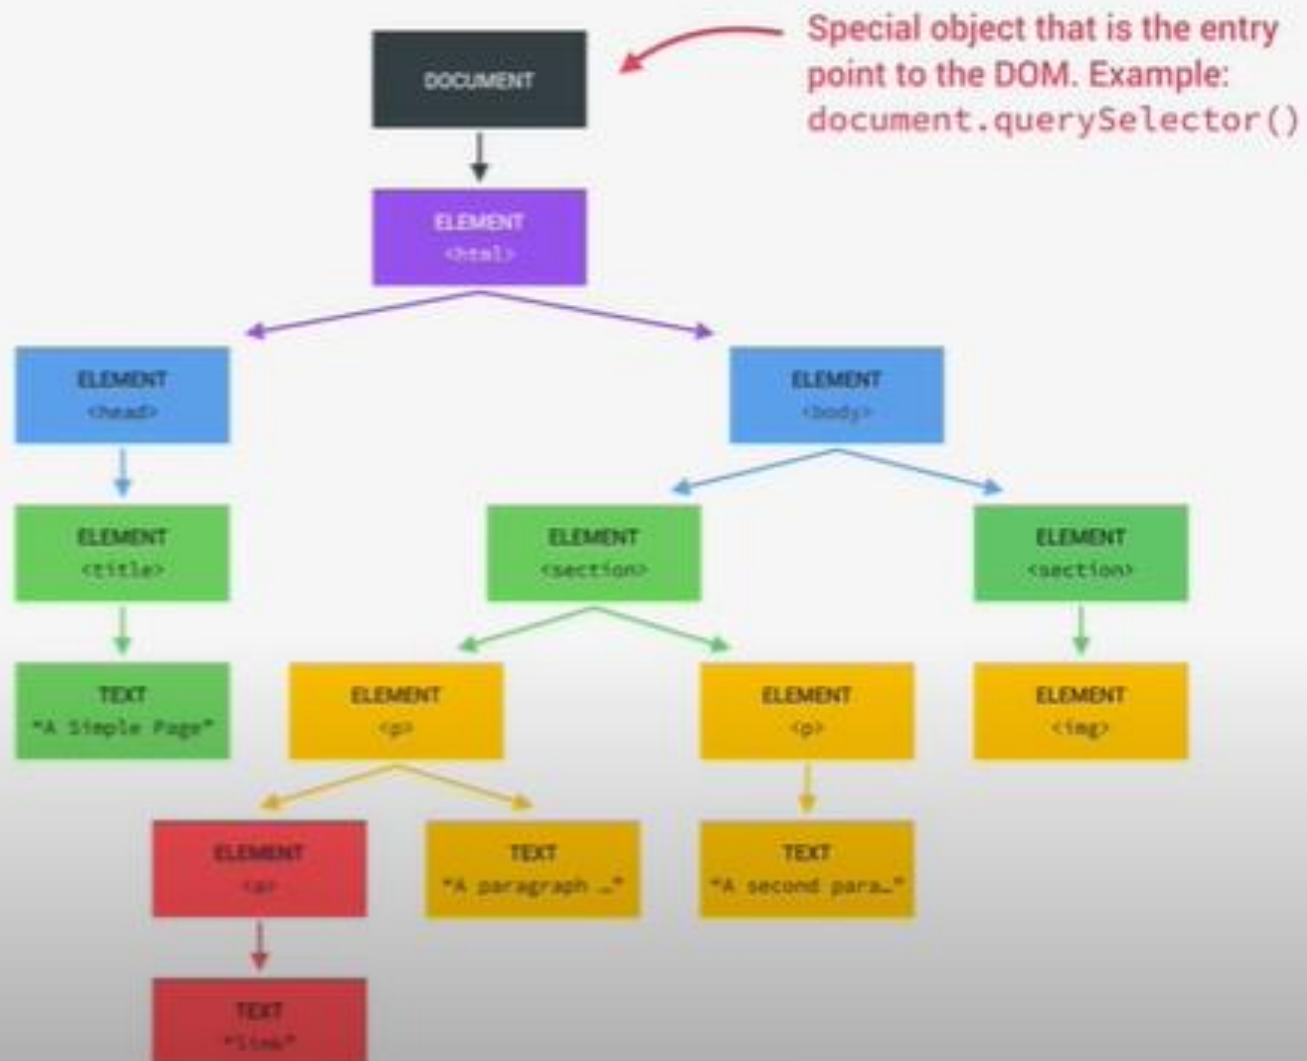 Special object that is the entry
point to the DOM. Example:
document.querySelector()
DOCUMENT
ELEMENT
<html>
ELEMENT
<head>
ELEMENT
<body>
ELEMENT
<title>
ELEMENT
<section>
ELEMENT
<section>
TEXT
"A Simple Page"
ELEMENT
<p>
ELEMENT
<p>
ELEMENT
<img>
ELEMENT
<a>
TEXT
"A paragraph …"
TEXT
"A second para…"
TEXT
"link"